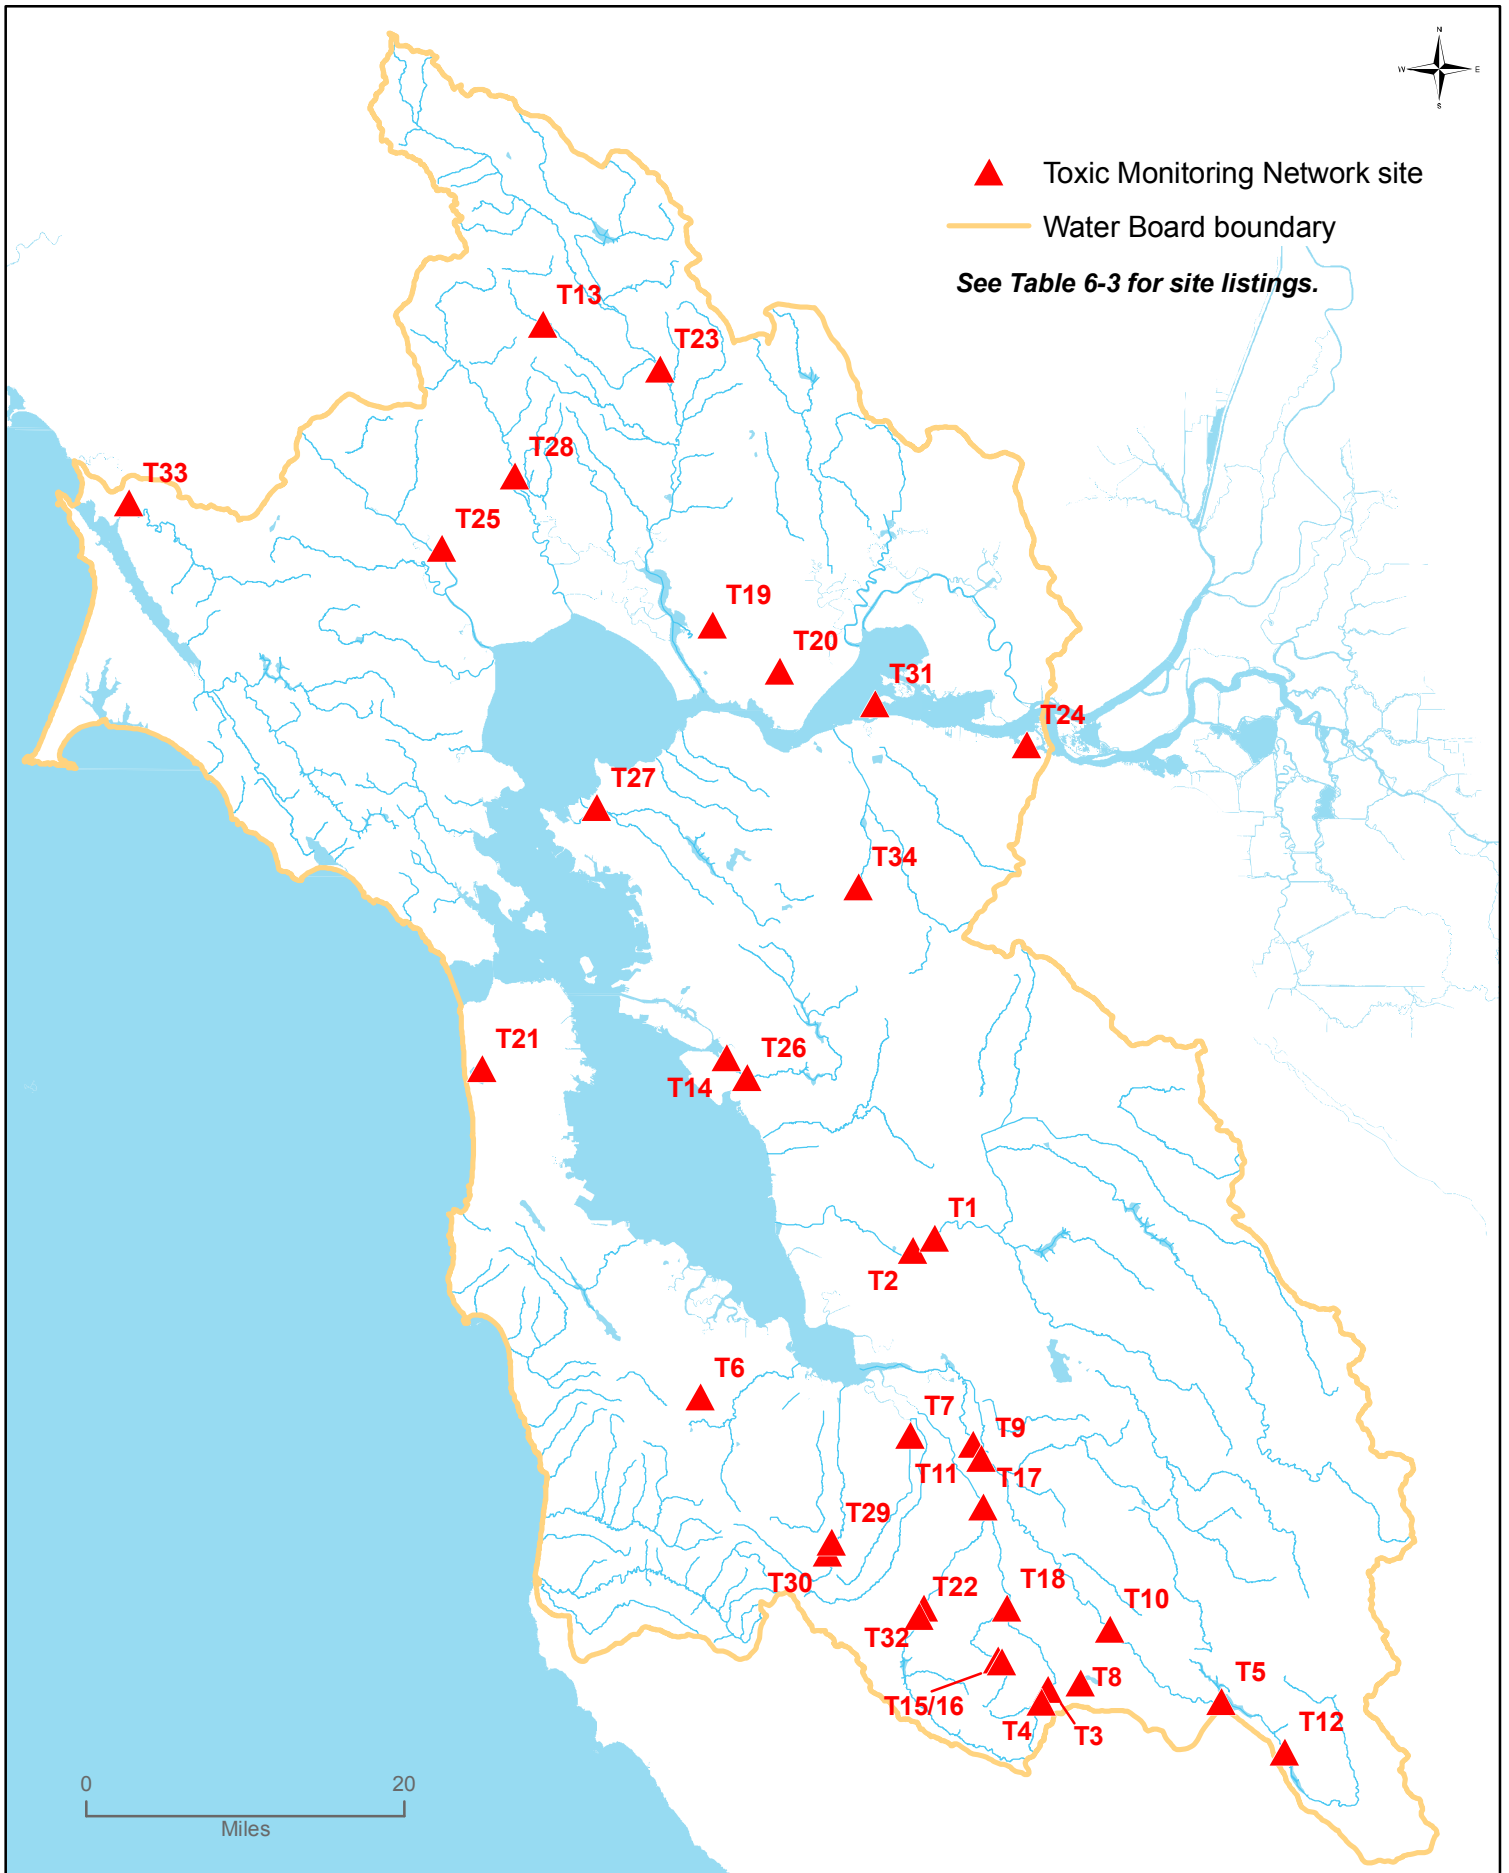 N
W E
S
Toxic Monitoring Network site
Water Board boundary
See Table 6-3 for site listings.
T13
T23
T28
T33
T25
T19
T20
T31
T24
T27
T34
T21
T26
T14
T1
T2
T6
T7
T9
T11
T17
T29
T30
T22
T18
T10
T32
T8
T5
T15/16
T4
T3
T12
0 20
Miles